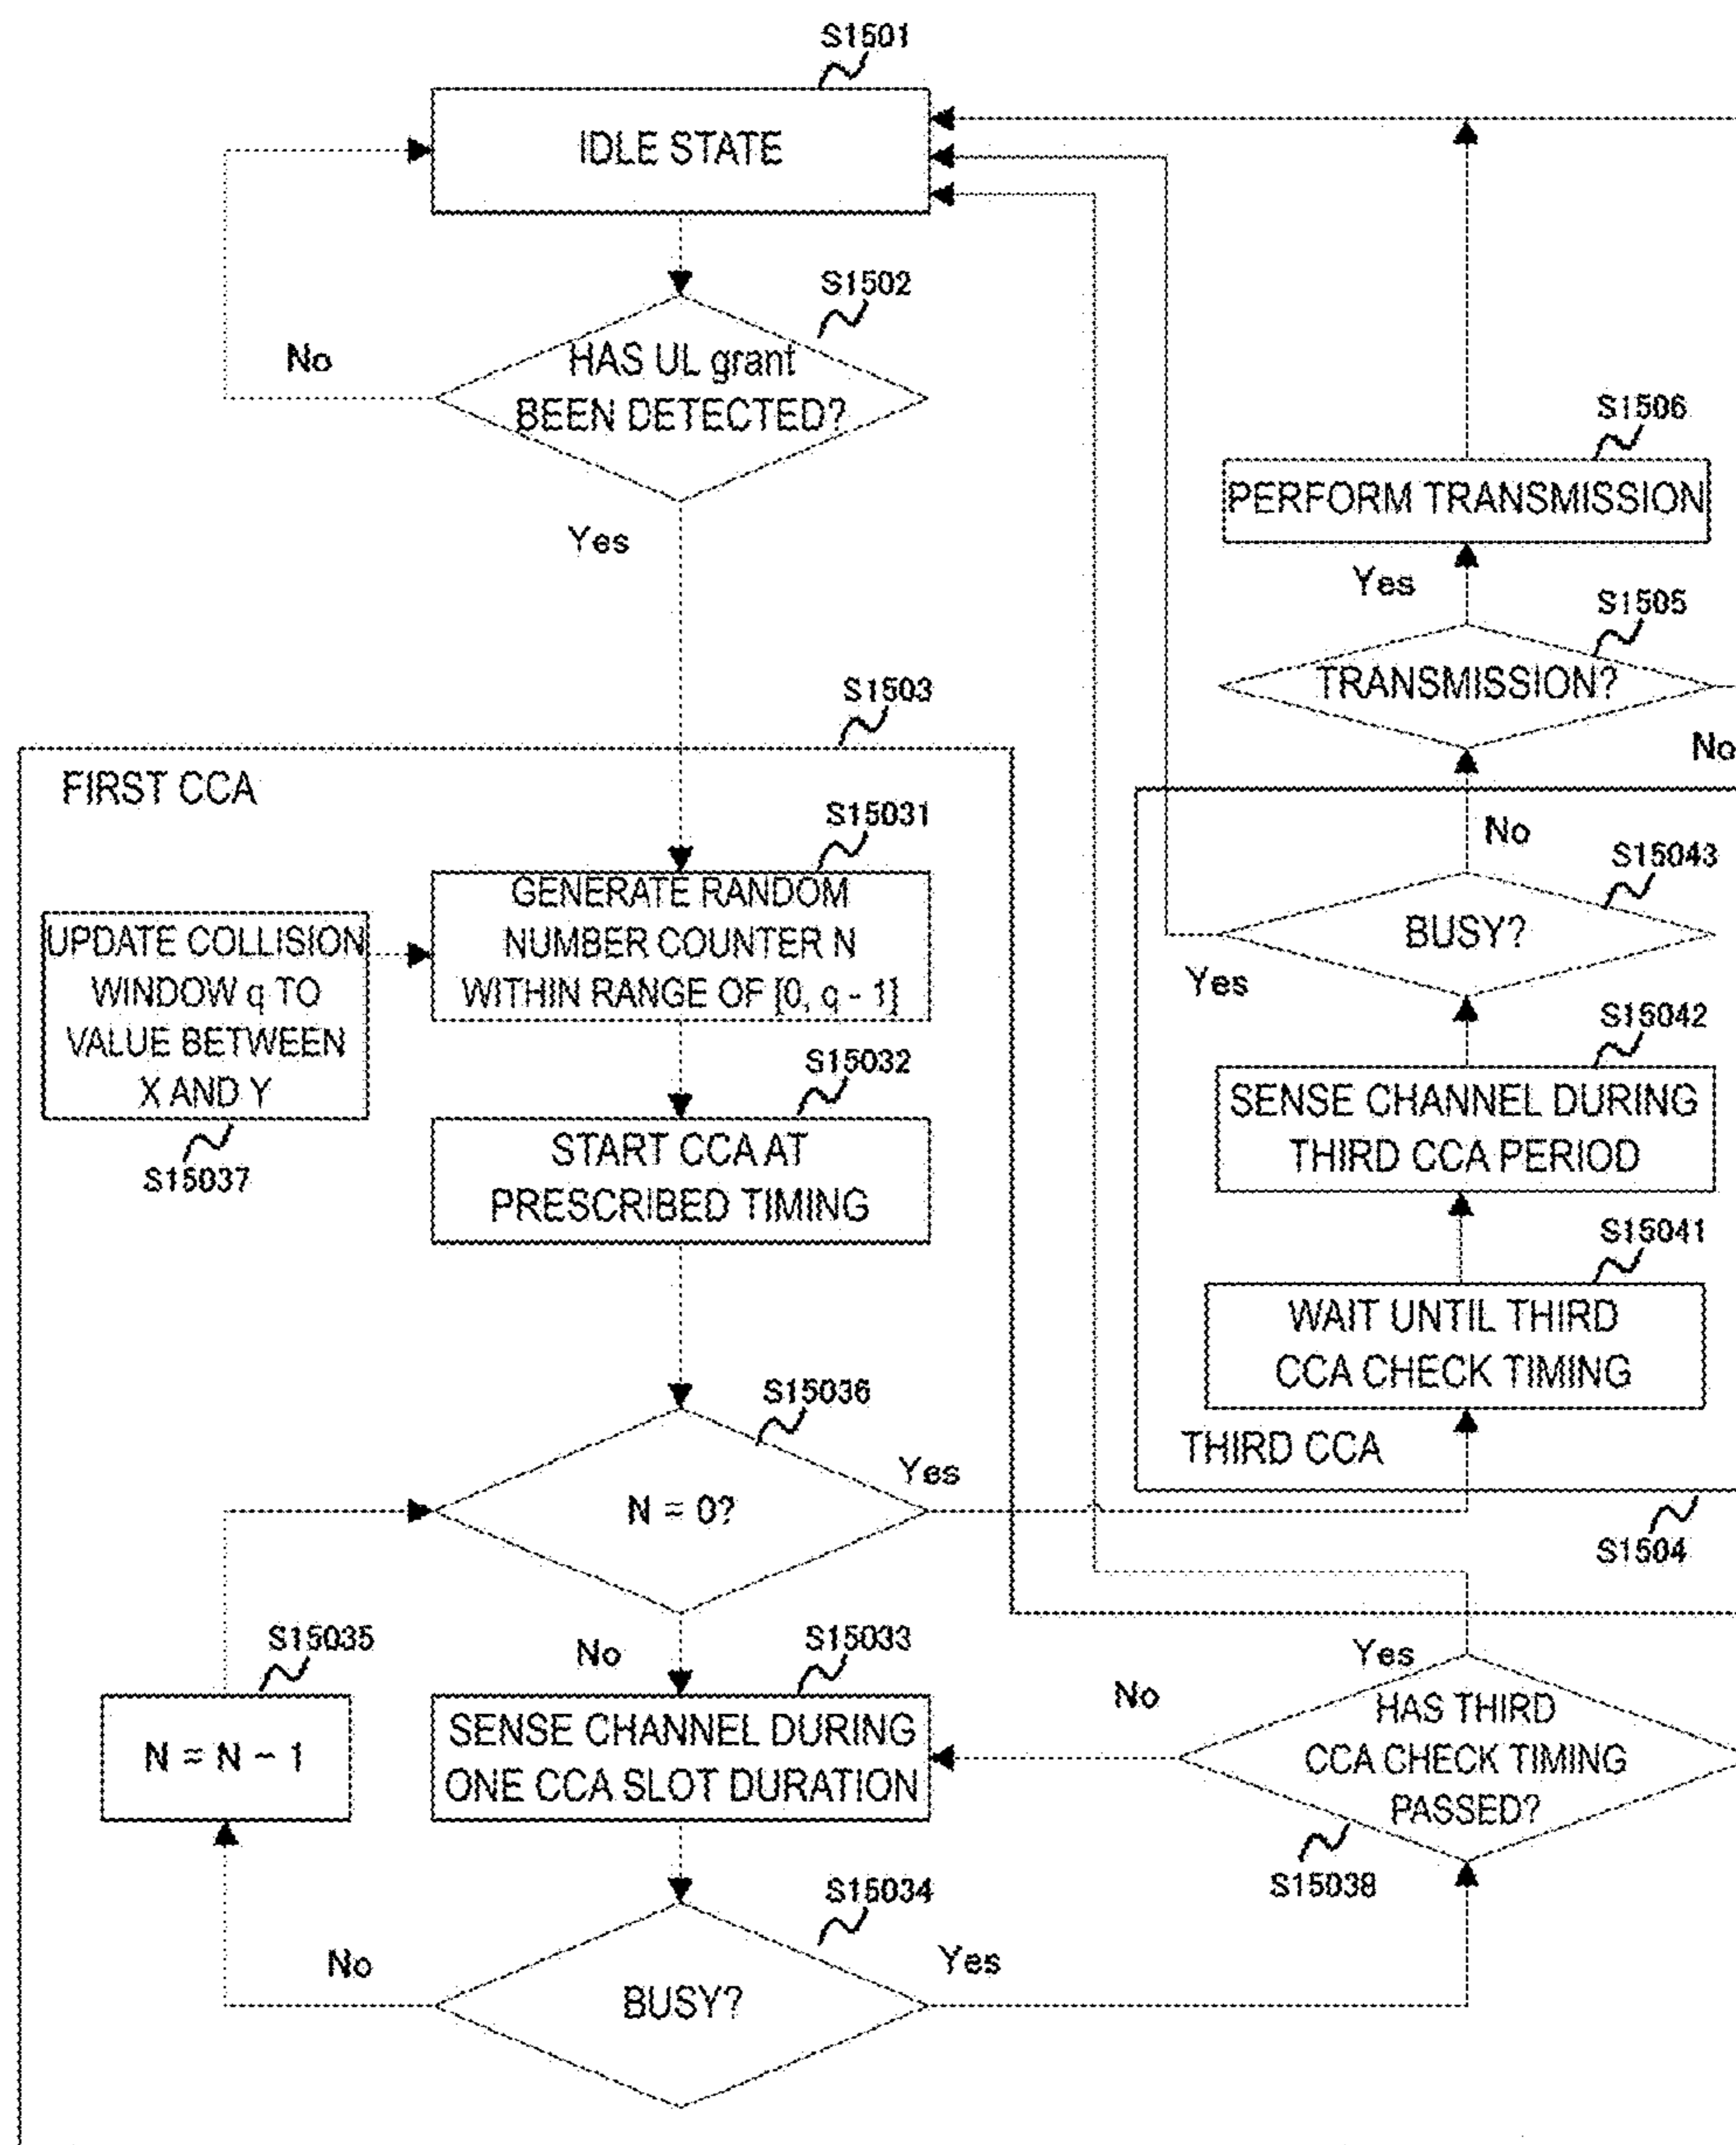 S1501
IDLE STATE
S1502
No
HAS UL grant
BEEN DETECTED?
Yes
S1503
FIRST CCA
S15031
GENERATE RANDOM
NUMBER COUNTER N
WITHIN RANGE OF [0, q - 1]
UPDATE COLLISION
WINDOW q TO
VALUE BETWEEN
X AND Y
S15037
S15032
START CCA AT
PRESCRIBED TIMING
S15036
N = 0?
Yes
No
S15035
N = N - 1
S15033
SENSE CHANNEL DURING
ONE CCA SLOT DURATION
S15034
No
BUSY?
Yes
S1506
PERFORM TRANSMISSION
Yes
S1505
TRANSMISSION?
No
No
S15043
BUSY?
Yes
S15042
SENSE CHANNEL DURING
THIRD CCA PERIOD
S15041
WAIT UNTIL THIRD
CCA CHECK TIMING
THIRD CCA
S1504
Yes
No
HAS THIRD
CCA CHECK TIMING
PASSED?
S15038